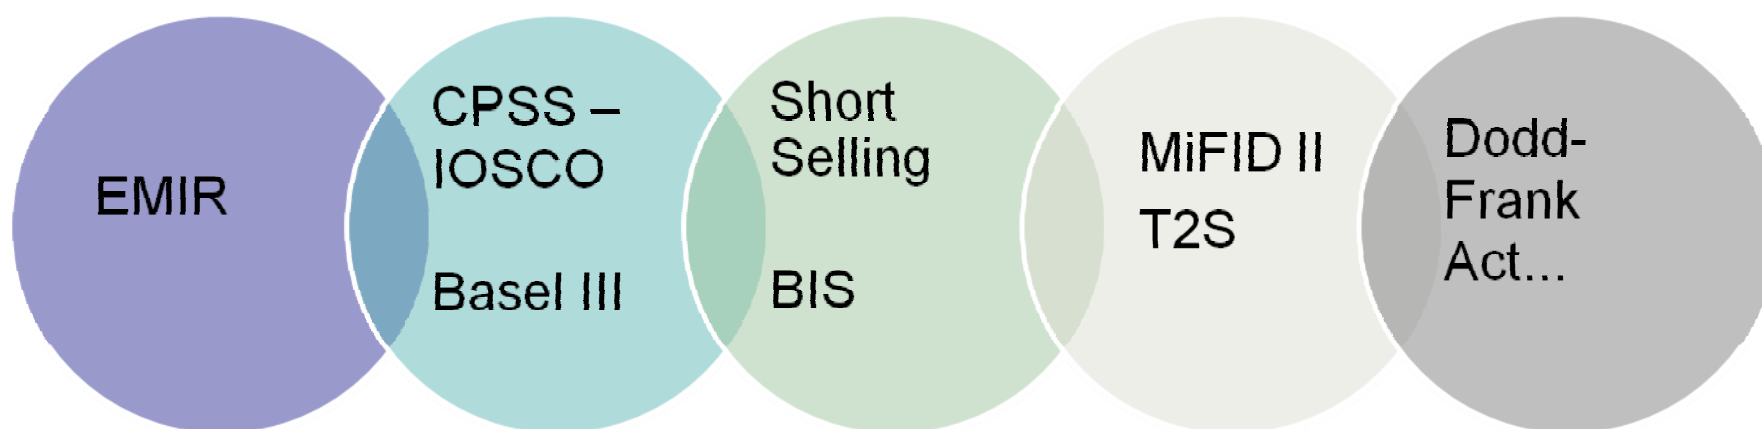 EMIR
CPSS –
IOSCO
Basel III
Short
Selling
BIS
MiFID II
T2S
Dodd-
Frank
Act...